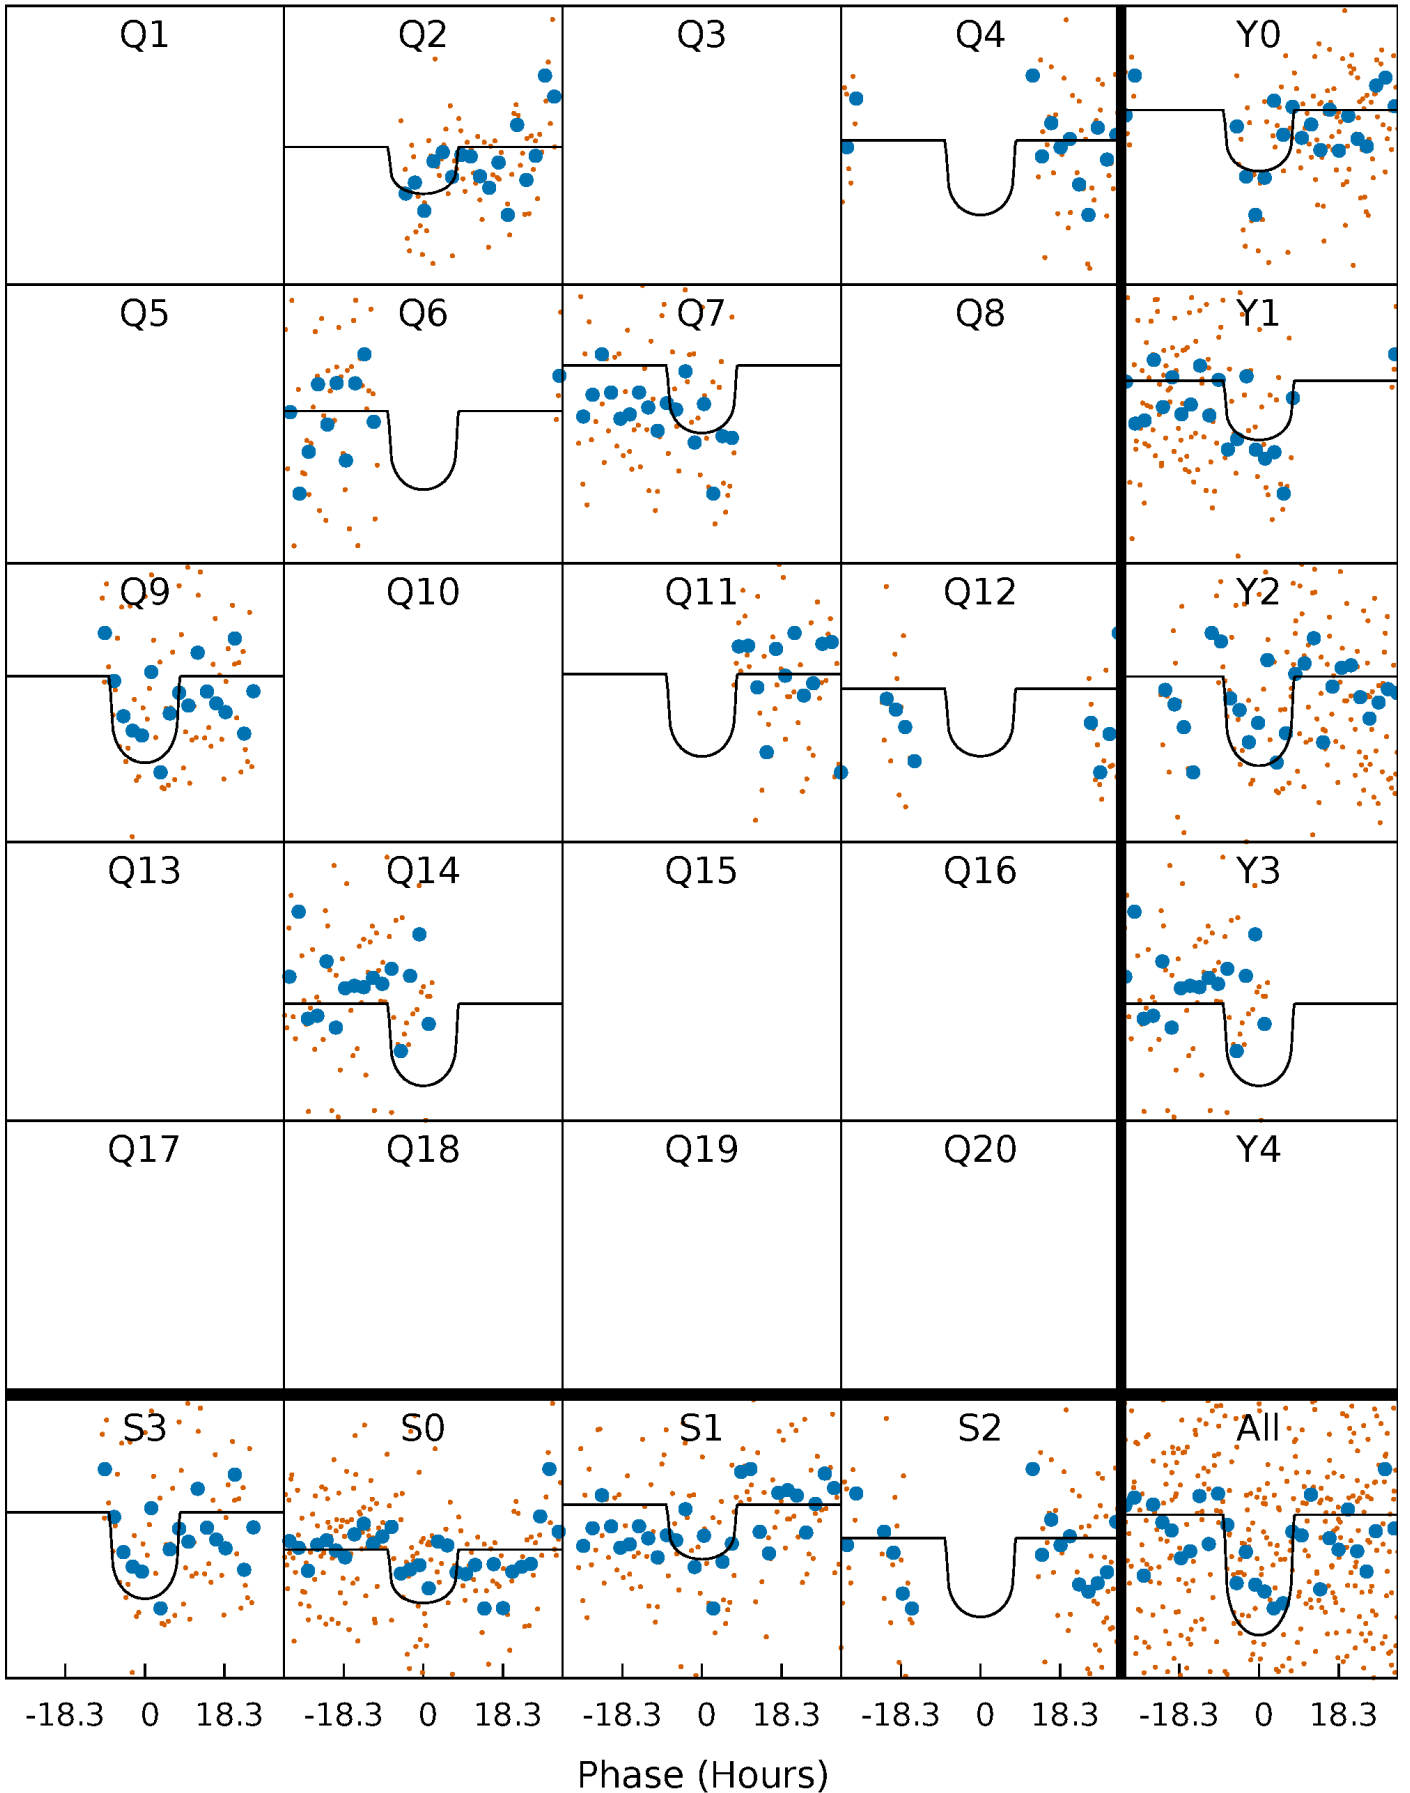 Q1 Q2 Q3 Q4 Y0
Q5 Q6 Q7 Q8 Y1
Q9 Q10 Q11 Q12 Y2
Q13 Q14 Q15 Q16 Y3
Q17 Q18 Q19 Q20 Y4
S3 S0 S1 S2 All
-18.3 0 18.3 -18.3 0 18.3 -18.3 0 18.3 -18.3 0 18.3 -18.3 0 18.3
Phase (Hours)